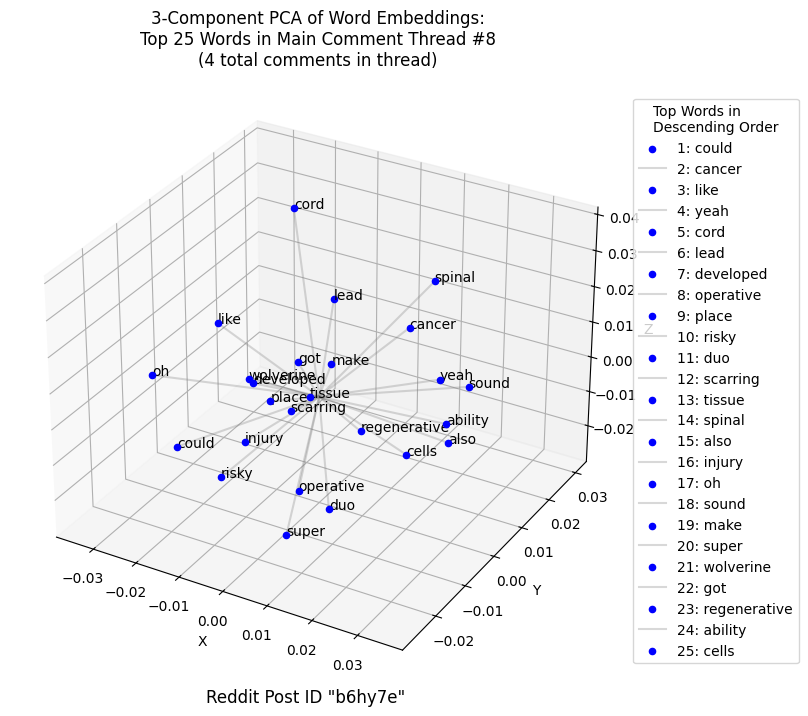 3-Component PCA of Word Embeddings:
Top 25 Words in Main Comment Thread #8
(4 total comments in thread)
Top Words in
Descending Order
1: could
2: cancer
3: like
4: yeah
5: cord
6: lead
7: developed
8: operative
9: place
10: risky
11: duo
12: scarring
13: tissue
14: spinal
15: also
16: injury
17: oh
18: sound
19: make
20: super
21: wolverine
22: got
23: regenerative
24: ability
25: cells
cord
spinal
lead
like
cancer
got
make
oh
wolverine
developed
yeah
sound
tissue
place
scarring
ability
regenerative
also
could
injury
cells
risky
operative
duo
super
0.04
0.03
0.02
0.01
Z
0.00
−0.01
−0.02
0.03
0.02
0.01
0.00
Y
−0.01
−0.02
−0.03
−0.02
−0.01
0.00
X
0.01
0.02
0.03
Reddit Post ID "b6hy7e"